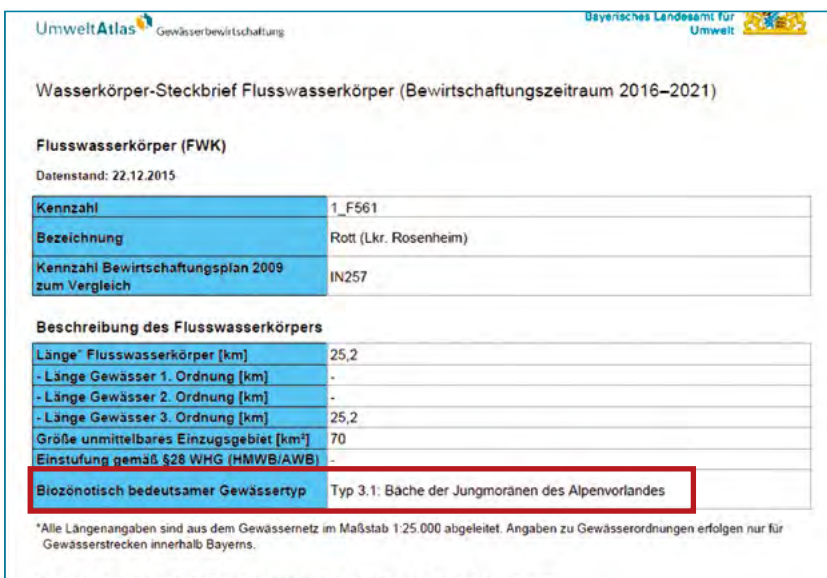 UmweltAtlas Gewässerbewirtschaftung
Bayerisches Landesamt für
Umwelt
Wasserkörper-Steckbrief Flusswasserkörper (Bewirtschaftungszeitraum 2016–2021)
Flusswasserkörper (FWK)
Datenstand: 22.12.2015
Kennzahl 1_F561
Bezeichnung Rott (Lkr. Rosenheim)
Kennzahl Bewirtschaftungsplan 2009
zum Vergleich IN257
Beschreibung des Flusswasserkörpers
Länge* Flusswasserkörper [km] 25,2
- Länge Gewässer 1. Ordnung [km] -
- Länge Gewässer 2. Ordnung [km] -
- Länge Gewässer 3. Ordnung [km] 25,2
Größe unmittelbares Einzugsgebiet [km²] 70
Einstufung gemäß §28 WHG (HMWB/AWB) -
Biozönotisch bedeutsamer Gewässertyp Typ 3.1: Bäche der Jungmoränen des Alpenvorlandes
*Alle Längenangaben sind aus dem Gewässernetz im Maßstab 1:25.000 abgeleitet. Angaben zu Gewässerordnungen erfolgen nur für
Gewässerstrecken innerhalb Bayerns.